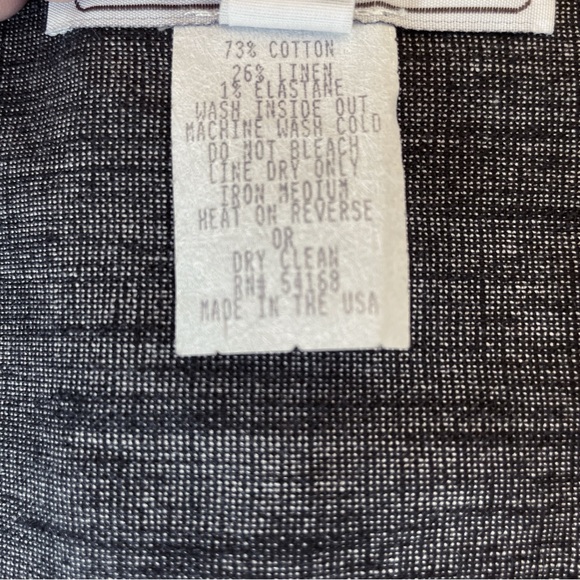 73% COTTON
26% LINEN
1% ELASTANE
WASH INSIDE OUT
MACHINE WASH COLD
DO NOT BLEACH
LINE DRY ONLY
IRON MEDIUM
HEAT ON REVERSE
OR
DRY CLEAN
RN# 54168
MADE IN THE USA